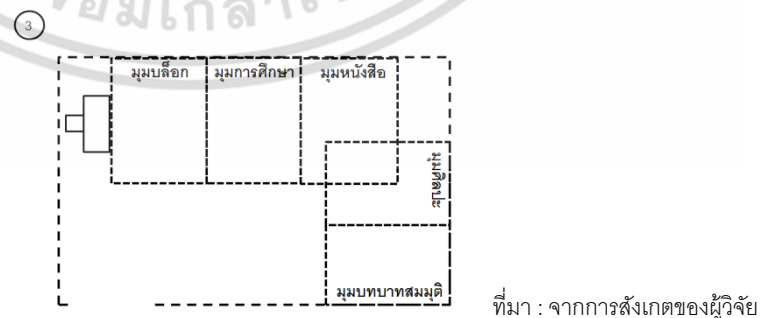 3
มุมบล็อก
มุมการศึกษา
มุมหนังสือ
มุมศิลปะ
มุมบทบาทสมมุติ
ที่มา : จากการสังเกตของผู้วิจัย